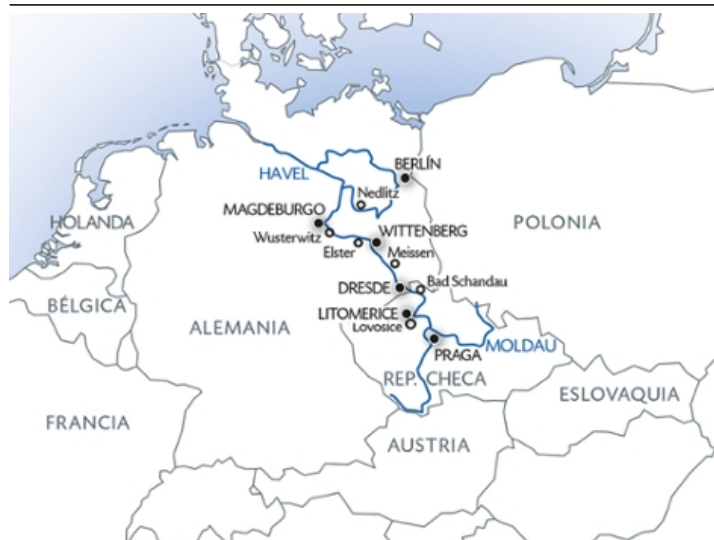 BERLÍN
HAVEL
Nedlitz
MAGDEBURGO
HOLANDA
POLONIA
WITTENBERG
Wusterwitz
Elster
Meissen
BÉLGICA
DRESDE
Bad Schandau
LITOMERICE
ALEMANIA
Lovosice
MOLDAU
PRAGA
REP. CHECA
ESLOVAQUIA
FRANCIA
AUSTRIA